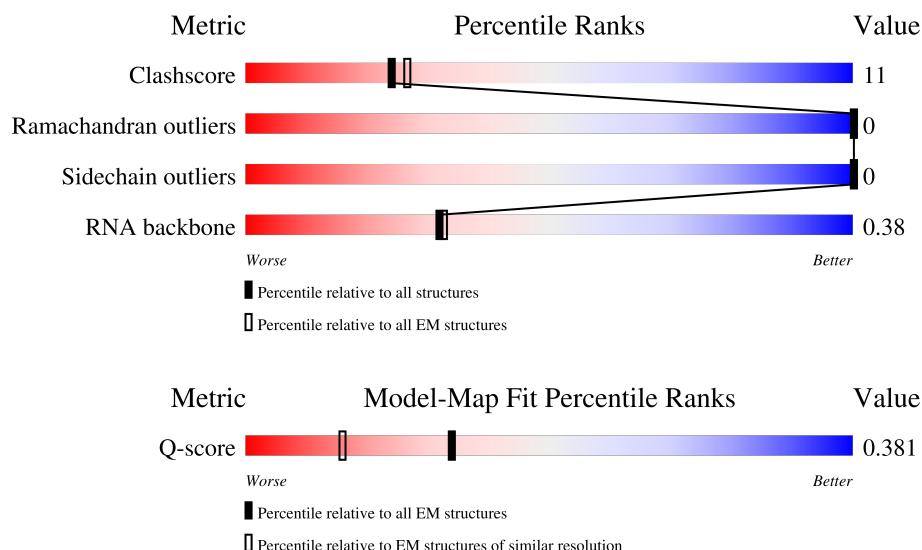 Metric Percentile Ranks Value
Clashscore 11
Ramachandran outliers 0
Sidechain outliers 0
RNA backbone 0.38
Worse Better
Percentile relative to all structures
Percentile relative to all EM structures
Metric Model-Map Fit Percentile Ranks Value
Q-score 0.381
Worse Better
Percentile relative to all EM structures
Percentile relative to EM structures of similar resolution